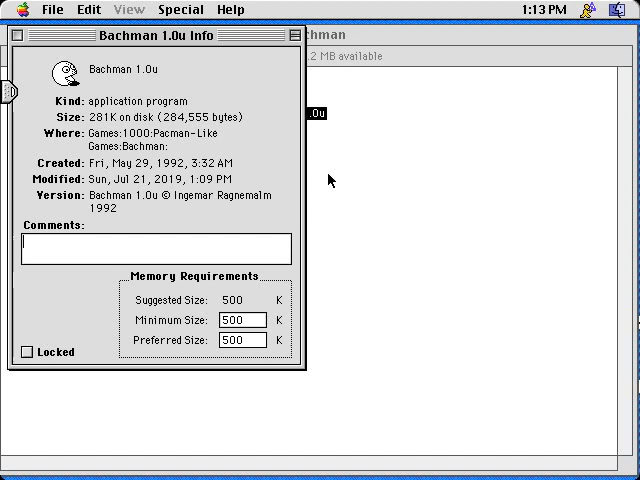 File Edit View Special Help 1:13 PM
Bachman 1.0u Info
chman
.2 MB available
Bachman 1.0u
Kind: application program
Size: 281K on disk (284,555 bytes)
.0u
Where: Games:1000:Pacman-Like
Games:Bachman:
Created: Fri, May 29, 1992, 3:32 AM
Modified: Sun, Jul 21, 2019, 1:09 PM
Version: Bachman 1.0u © Ingemar Ragnemalm
1992
Comments:
Memory Requirements
Suggested Size: 500 K
Minimum Size: 500 K
Preferred Size: 500 K
Locked